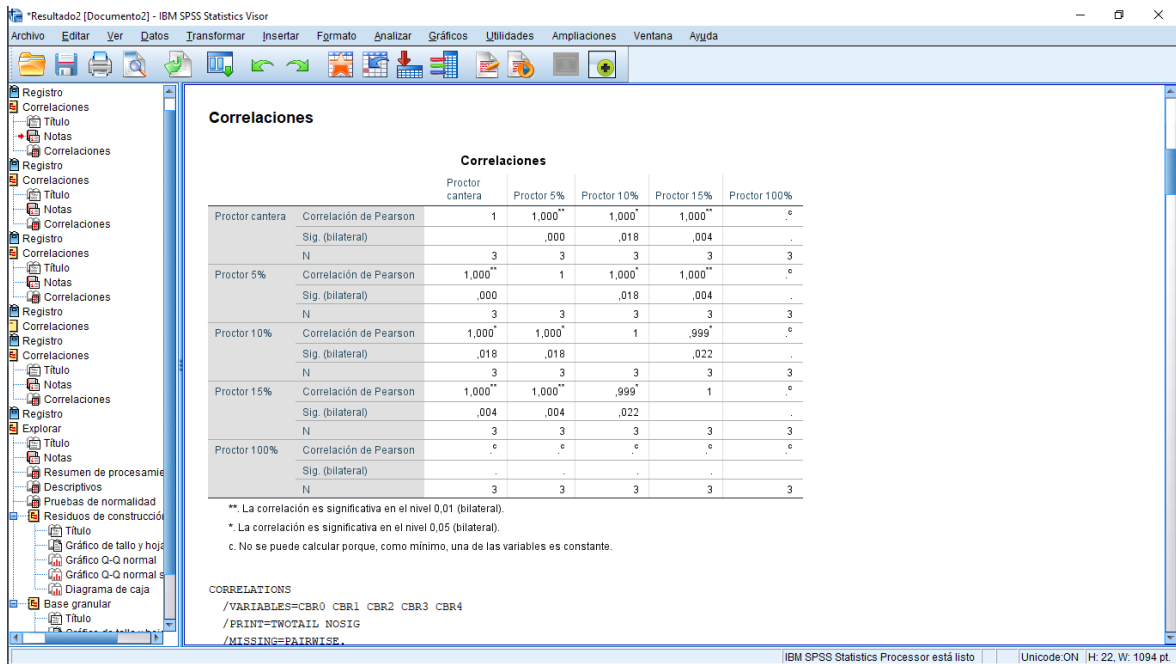 *Resultado2 [Documento2] - IBM SPSS Statistics Visor
Archivo Editar Ver Datos Transformar Insertar Formato Analizar Gráficos Utilidades Ampliaciones Ventana Ayuda
Registro
Correlaciones
Título
Notas
Correlaciones
Registro
Correlaciones
Título
Notas
Correlaciones
Registro
Correlaciones
Título
Notas
Correlaciones
Registro
Correlaciones
Registro
Correlaciones
Título
Notas
Correlaciones
Registro
Explorar
Título
Notas
Resumen de procesamie
Descriptivos
Pruebas de normalidad
Residuos de construcció
Título
Gráfico de tallo y hoja
Gráfico Q-Q normal
Gráfico Q-Q normal s
Diagrama de caja
Base granular
Título
Correlaciones
Correlaciones
Proctor cantera Proctor 5% Proctor 10% Proctor 15% Proctor 100%
Proctor cantera Correlación de Pearson 1 1,000** 1,000* 1,000** .c
Sig. (bilateral) ,000 ,018 ,004 .
N 3 3 3 3 3
Proctor 5% Correlación de Pearson 1,000** 1 1,000* 1,000** .c
Sig. (bilateral) ,000 ,018 ,004 .
N 3 3 3 3 3
Proctor 10% Correlación de Pearson 1,000* 1,000* 1 ,999* .c
Sig. (bilateral) ,018 ,018 ,022 .
N 3 3 3 3 3
Proctor 15% Correlación de Pearson 1,000** 1,000** ,999* 1 .c
Sig. (bilateral) ,004 ,004 ,022 .
N 3 3 3 3 3
Proctor 100% Correlación de Pearson .c .c .c .c .c
Sig. (bilateral) . . . .
N 3 3 3 3 3
**. La correlación es significativa en el nivel 0,01 (bilateral).
*. La correlación es significativa en el nivel 0,05 (bilateral).
c. No se puede calcular porque, como mínimo, una de las variables es constante.
CORRELATIONS
/VARIABLES=CBR0 CBR1 CBR2 CBR3 CBR4
/PRINT=TWOTAIL NOSIG
/MISSING=PAIRWISE.
IBM SPSS Statistics Processor está listo Unicode:ON H: 22, W: 1094 pt.